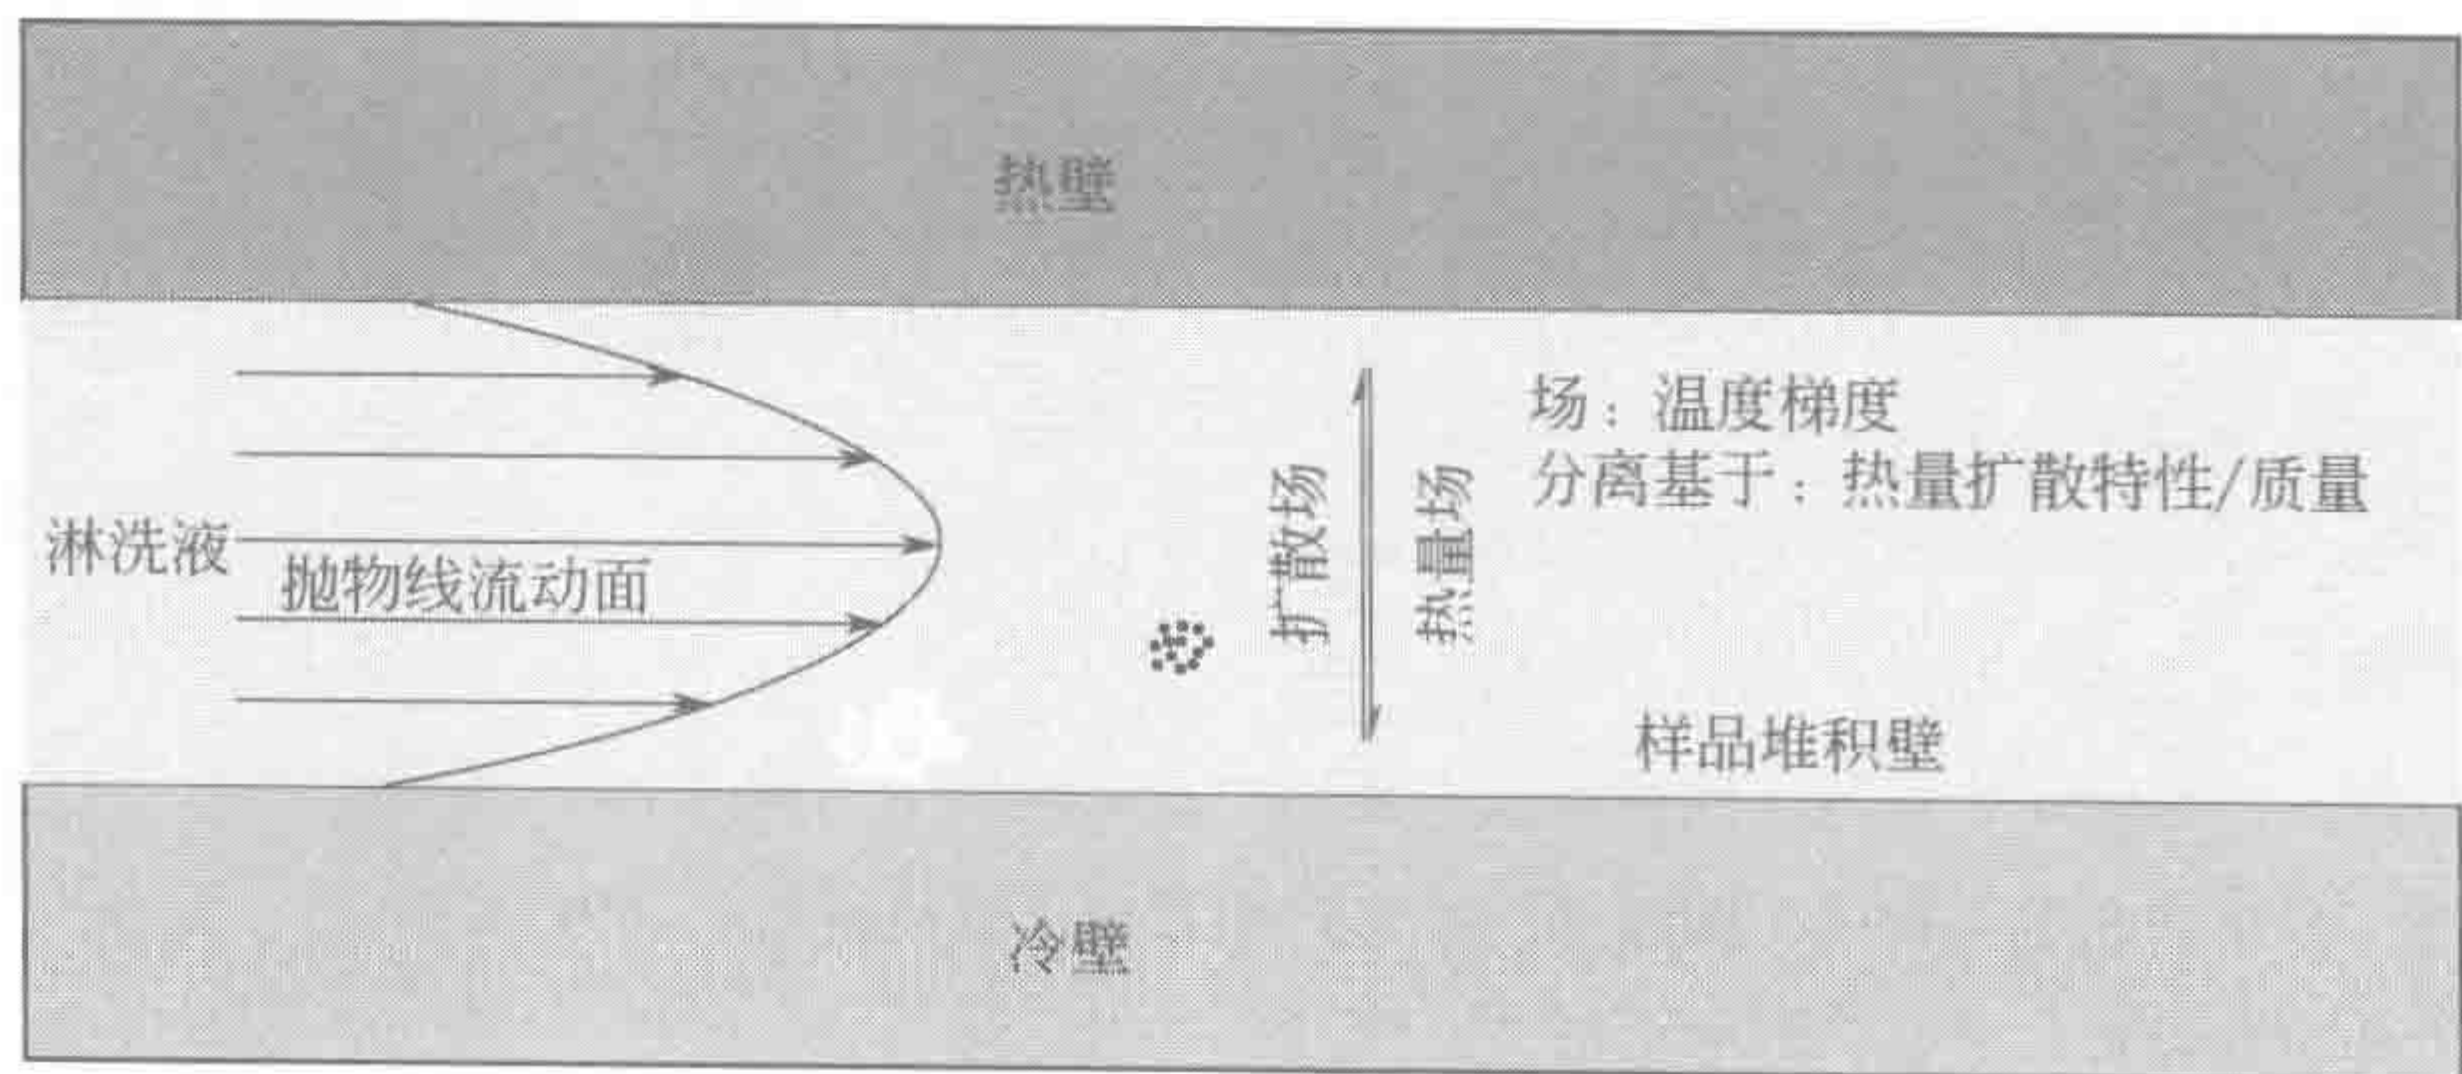 热壁
场：温度梯度
分离基于：热量扩散特性/质量
淋洗液
抛物线流动面
扩散场
热量场
样品堆积壁
冷壁